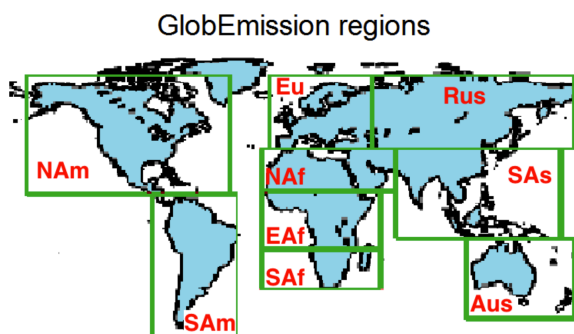 GlobEmission regions
Eu
Rus
NAm
NAf
SAs
EAf
SAf
Aus
SAm